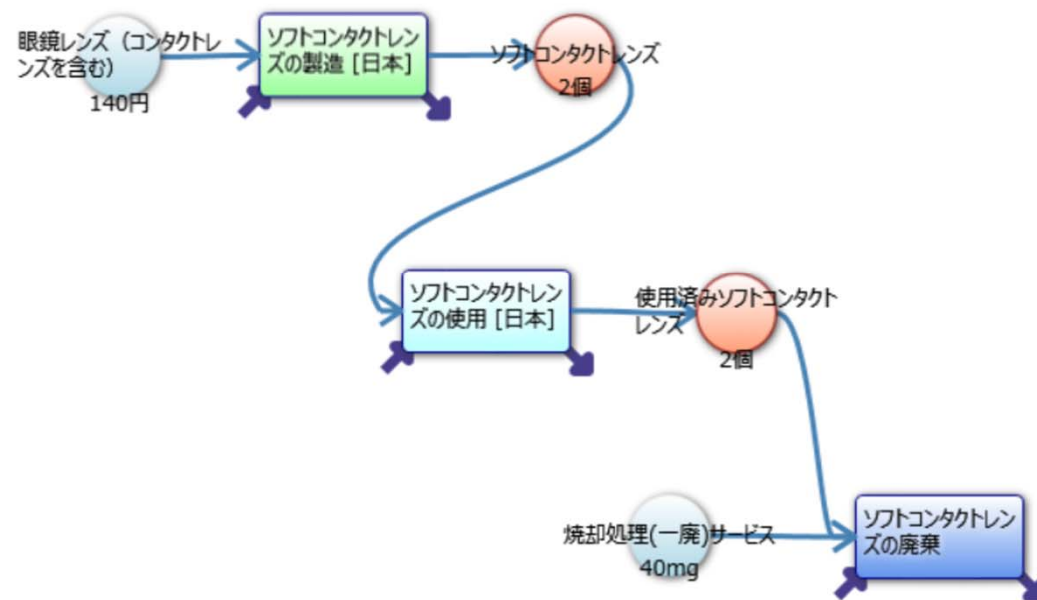 眼鏡レンズ（コンタクトレ
ンズを含む）
140円
ソフトコンタクトレン
ズの製造 [日本]
ソフトコンタクトレンズ
2個
ソフトコンタクトレン
ズの使用 [日本]
使用済みソフトコンタクト
レンズ
2個
焼却処理(一廃)サービス
40mg
ソフトコンタクトレン
ズの廃棄